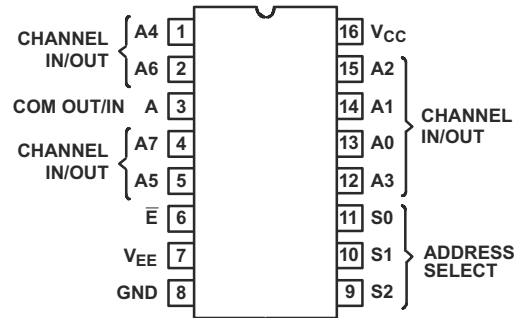 CHANNEL IN/OUT
A4 1
A6 2
COM OUT/IN A 3
CHANNEL IN/OUT
A7 4
A5 5
E̅ 6
VEE 7
GND 8
16 VCC
15 A2
14 A1
13 A0
12 A3
CHANNEL IN/OUT
11 S0
10 S1
9 S2
ADDRESS SELECT